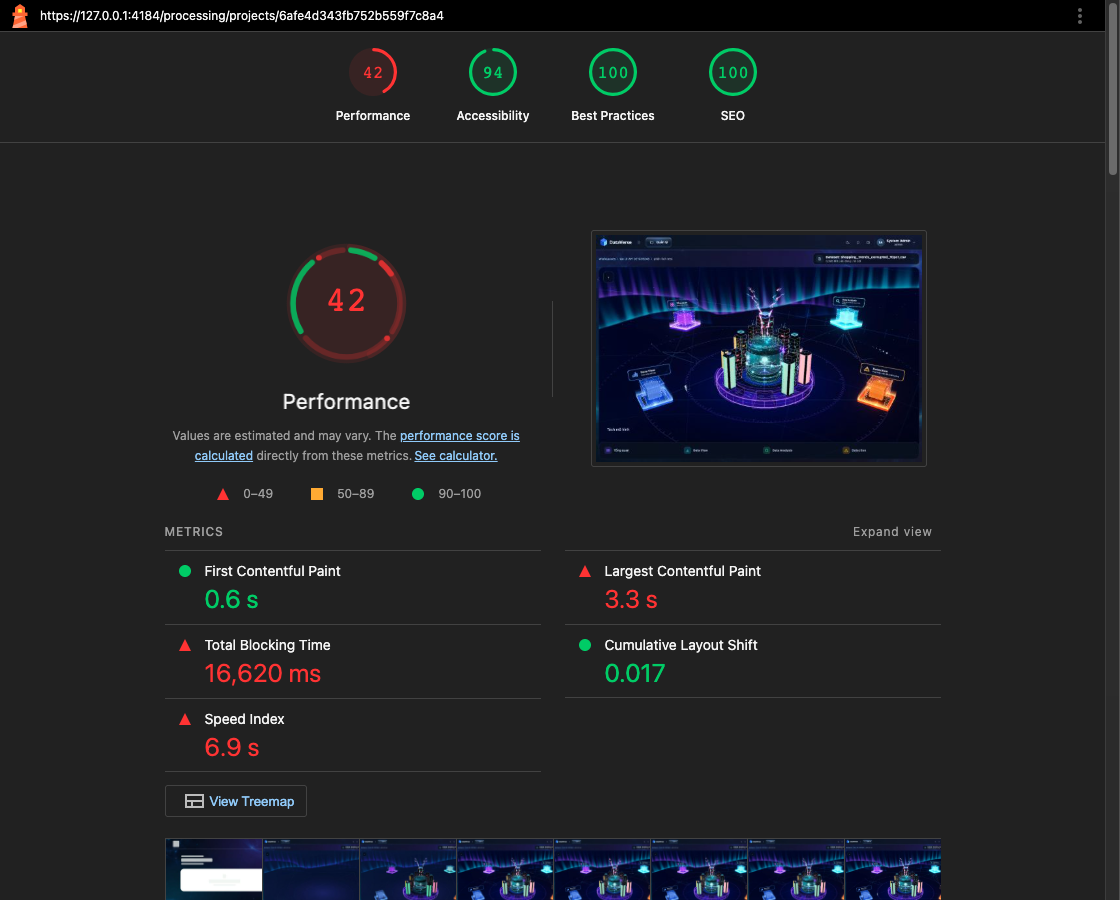 https://127.0.0.1:4184/processing/projects/6afe4d343fb752b559f7c8a4
42
94
100
100
Performance
Accessibility
Best Practices
SEO
42
Performance
Values are estimated and may vary. The performance score is
calculated directly from these metrics. See calculator.
0–49
50–89
90–100
METRICS
Expand view
First Contentful Paint
0.6 s
Largest Contentful Paint
3.3 s
Total Blocking Time
16,620 ms
Cumulative Layout Shift
0.017
Speed Index
6.9 s
View Treemap